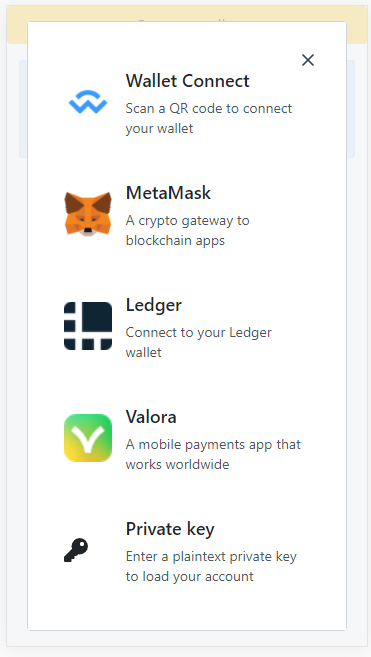 Wallet Connect
Scan a QR code to connect
your wallet
MetaMask
A crypto gateway to
blockchain apps
Ledger
Connect to your Ledger
wallet
Valora
A mobile payments app that
works worldwide
Private key
Enter a plaintext private key
to load your account